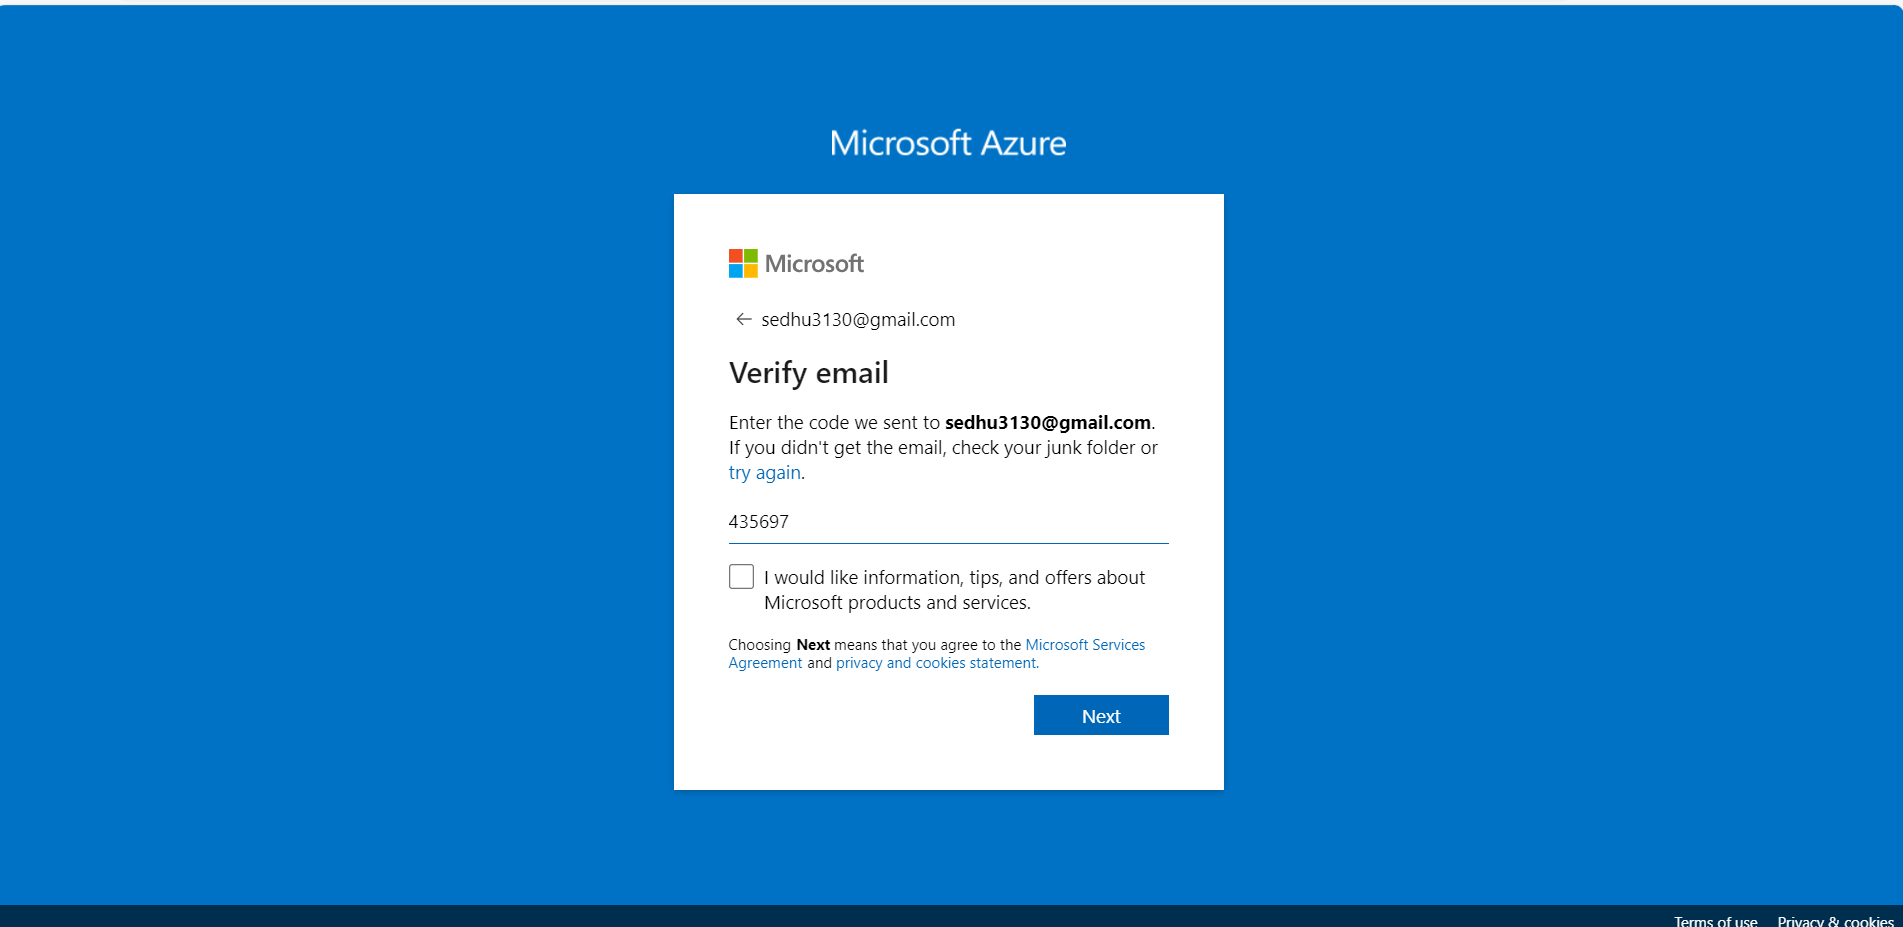 Microsoft Azure
Microsoft
sedhu3130@gmail.com
Verify email
Enter the code we sent to sedhu3130@gmail.com.
If you didn't get the email, check your junk folder or
try again.
435697
I would like information, tips, and offers about
Microsoft products and services.
Choosing Next means that you agree to the Microsoft Services
Agreement and privacy and cookies statement.
Next
Terms of use Privacy & cookies